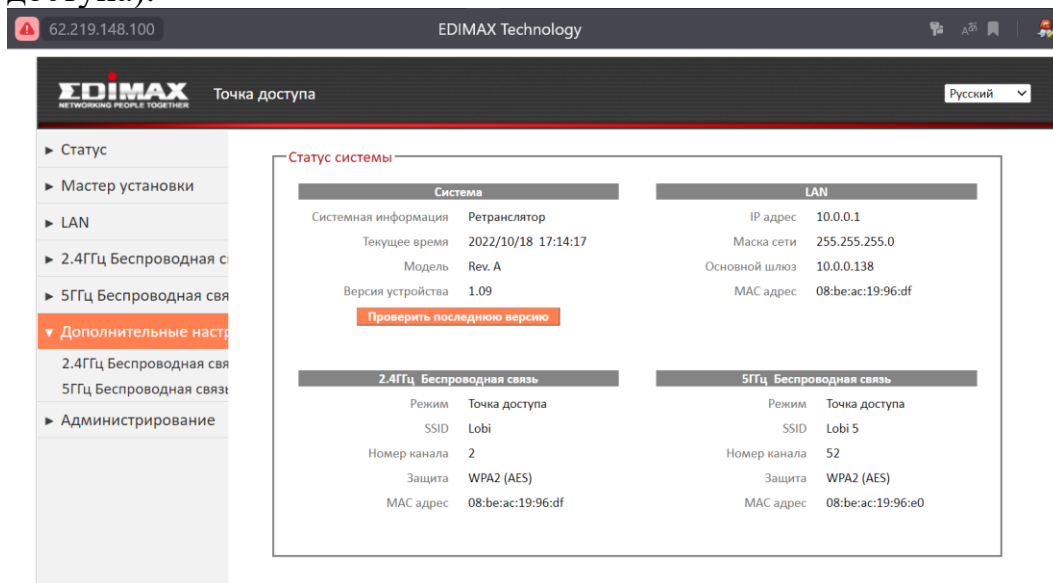 доступа).
62.219.148.100 EDIMAX Technology
EDIMAX
NETWORKING PEOPLE TOGETHER
Точка доступа
Русский
Статус
Мастер установки
LAN
2.4ГГц Беспроводная с
5ГГц Беспроводная свя
Дополнительные настр
2.4ГГц Беспроводная свя
5ГГц Беспроводная связь
Администрирование
Статус системы
Система
Системная информация Ретранслятор
Текущее время 2022/10/18 17:14:17
Модель Rev. A
Версия устройства 1.09
Проверить последнюю версию
LAN
IP адрес 10.0.0.1
Маска сети 255.255.255.0
Основной шлюз 10.0.0.138
MAC адрес 08:be:ac:19:96:df
2.4ГГц Беспроводная связь
Режим Точка доступа
SSID Lobi
Номер канала 2
Защита WPA2 (AES)
MAC адрес 08:be:ac:19:96:df
5ГГц Беспроводная связь
Режим Точка доступа
SSID Lobi 5
Номер канала 52
Защита WPA2 (AES)
MAC адрес 08:be:ac:19:96:e0